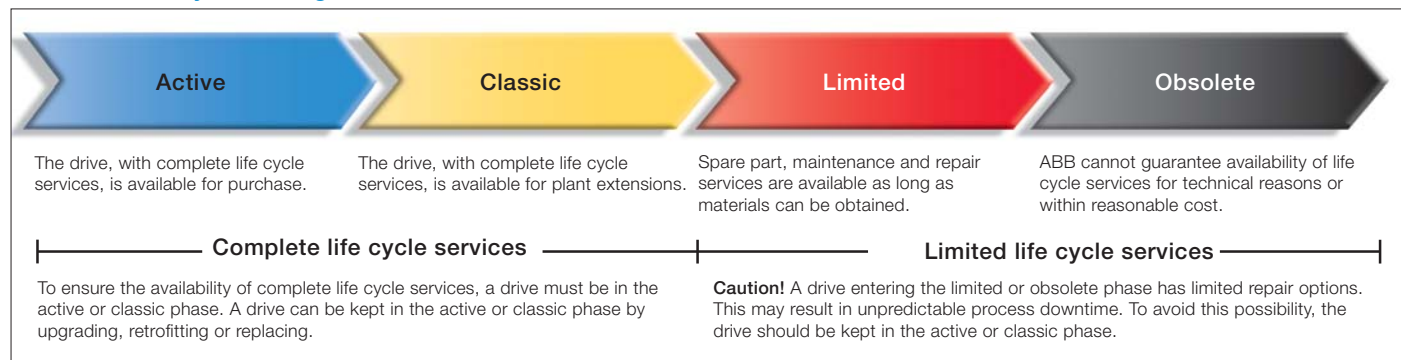 Active
Classic
Limited
Obsolete
The drive, with complete life cycle
services, is available for purchase.
The drive, with complete life cycle
services, is available for plant extensions.
Spare part, maintenance and repair
services are available as long as
materials can be obtained.
ABB cannot guarantee availability of life
cycle services for technical reasons or
within reasonable cost.
Complete life cycle services
Limited life cycle services
To ensure the availability of complete life cycle services, a drive must be in the
active or classic phase. A drive can be kept in the active or classic phase by
upgrading, retrofitting or replacing.
Caution! A drive entering the limited or obsolete phase has limited repair options.
This may result in unpredictable process downtime. To avoid this possibility, the
drive should be kept in the active or classic phase.